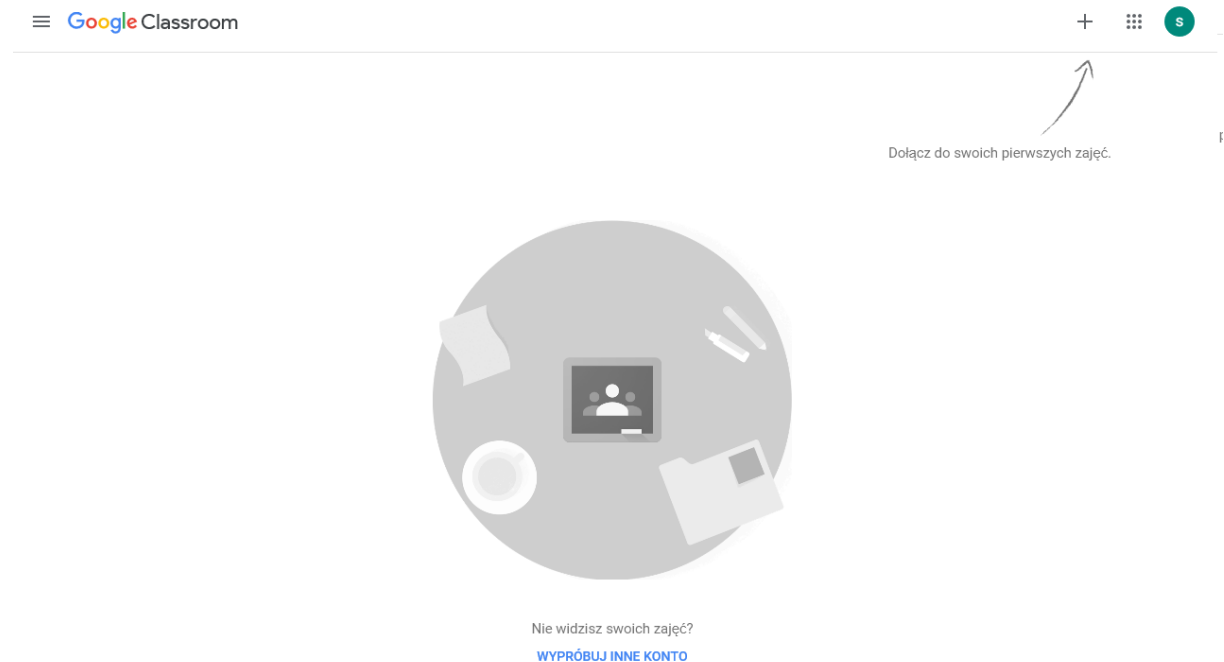 Google Classroom
S
Dołącz do swoich pierwszych zajęć.
Nie widzisz swoich zajęć?
WYPRÓBUJ INNE KONTO